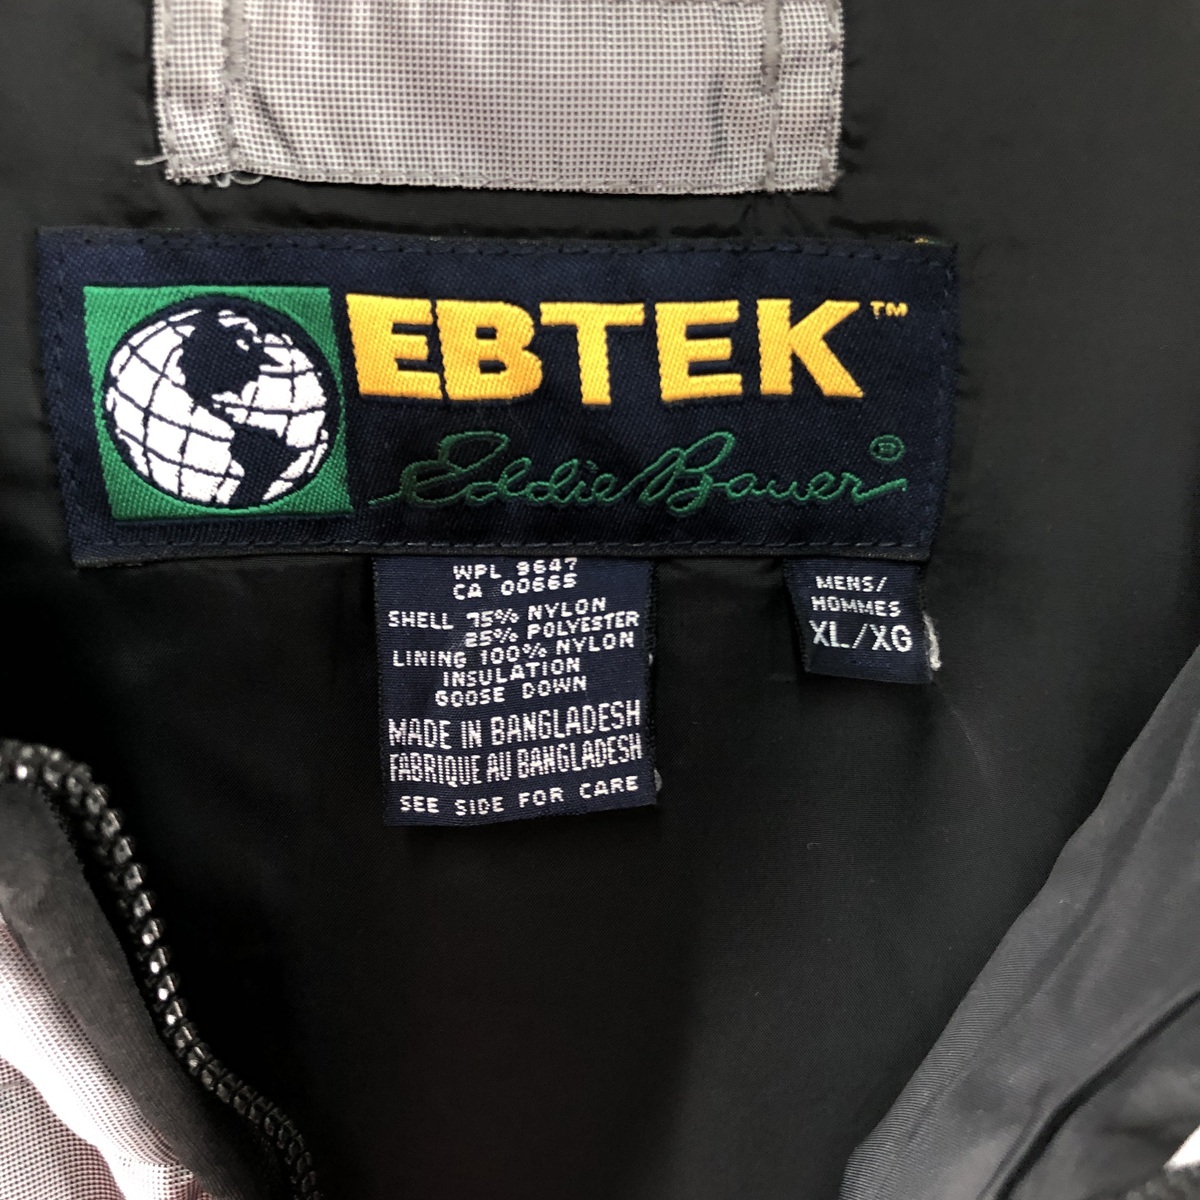 EBTEK™
Eddie Bauer®
WPL 9647
CA 00665
SHELL 75% NYLON
25% POLYESTER
LINING 100% NYLON
INSULATION
GOOSE DOWN
MADE IN BANGLADESH
FABRIQUE AU BANGLADESH
SEE SIDE FOR CARE
MENS/
HOMMES
XL/XG